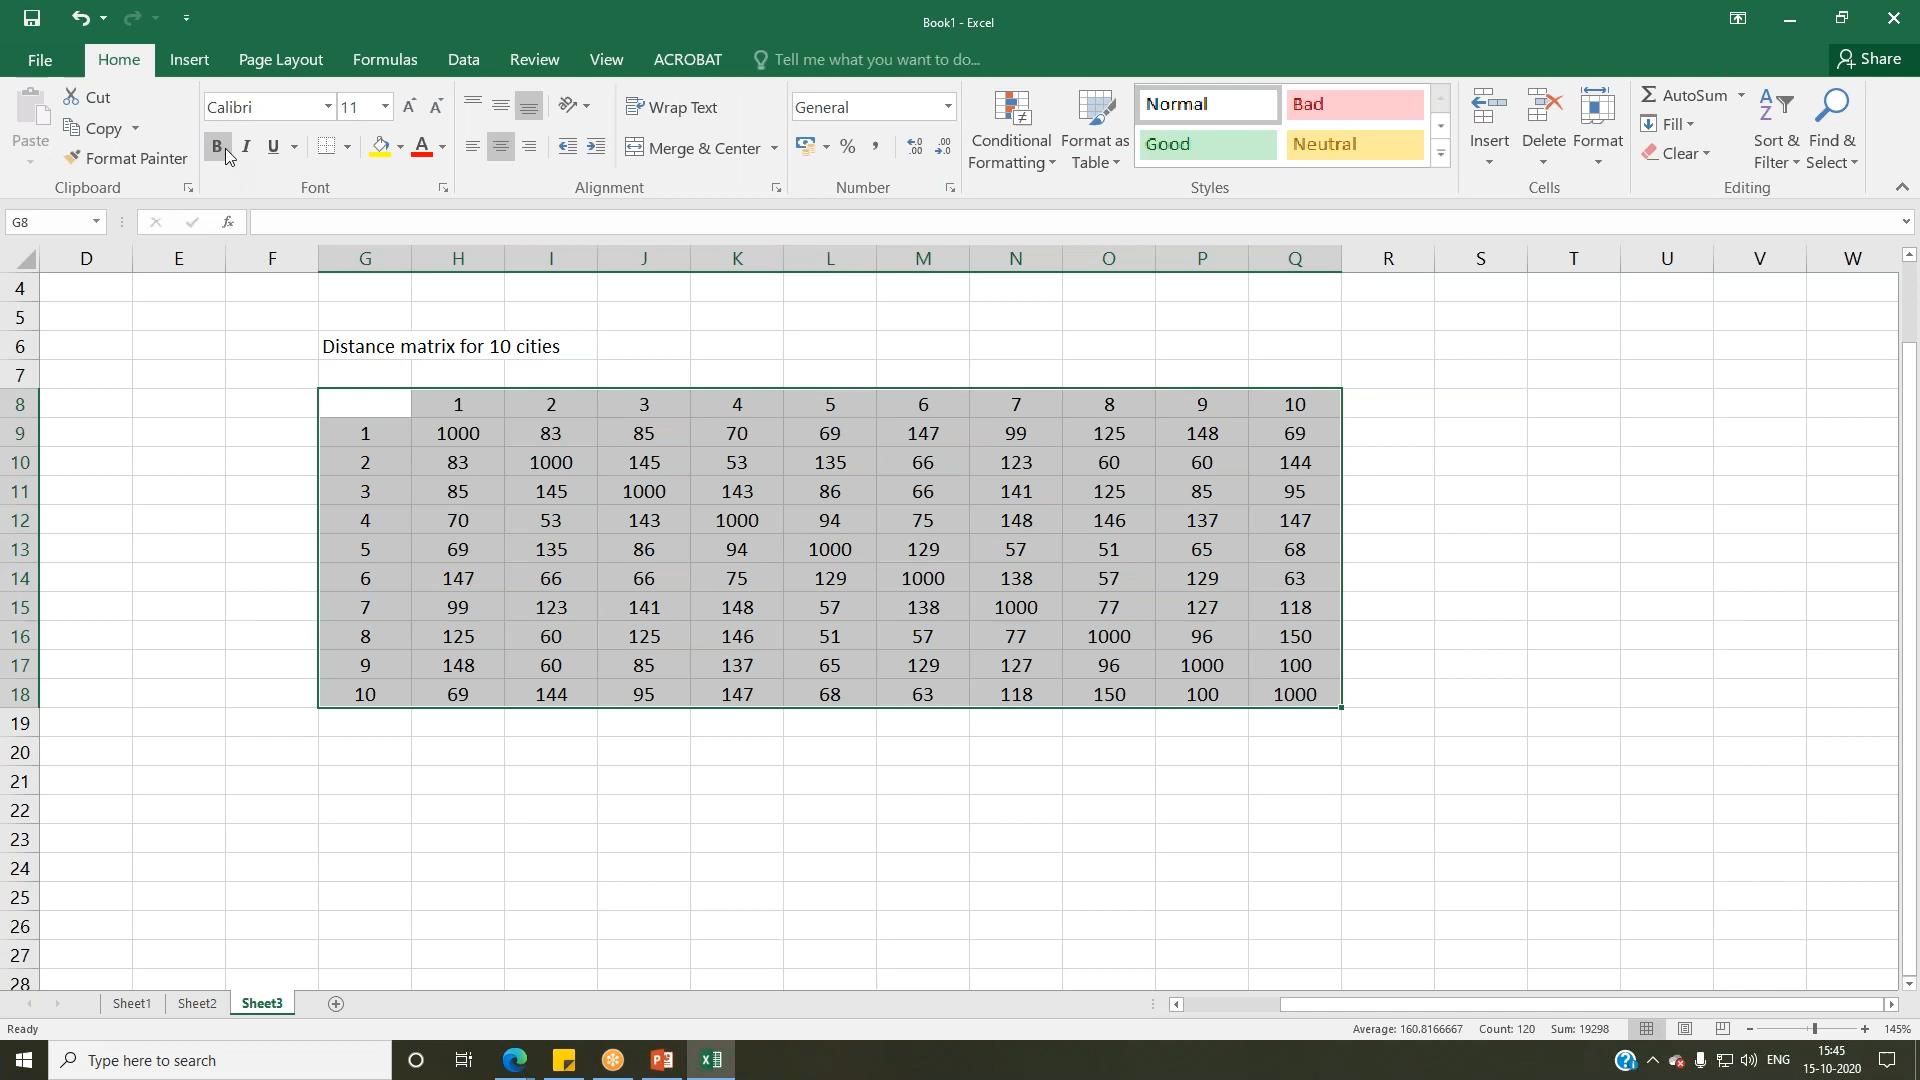 Book1 - Excel
File Home Insert Page Layout Formulas Data Review View ACROBAT Tell me what you want to do... Share
Paste
Cut
Copy
Format Painter
Clipboard
Calibri 11
B I U
Font
Wrap Text
Merge & Center
Alignment
General
Number
Conditional Formatting
Format as Table
Normal Bad
Good Neutral
Styles
Insert Delete Format
Cells
AutoSum
Fill
Clear
Sort & Filter
Find & Select
Editing
G8 fx
D E F G H I J K L M N O P Q R S T U V W
4
5
6 Distance matrix for 10 cities
7
8 1 2 3 4 5 6 7 8 9 10
9 1 1000 83 85 70 69 147 99 125 148 69
10 2 83 1000 145 53 135 66 123 60 60 144
11 3 85 145 1000 143 86 66 141 125 85 95
12 4 70 53 143 1000 94 75 148 146 137 147
13 5 69 135 86 94 1000 129 57 51 65 68
14 6 147 66 66 75 129 1000 138 57 129 63
15 7 99 123 141 148 57 138 1000 77 127 118
16 8 125 60 125 146 51 57 77 1000 96 150
17 9 148 60 85 137 65 129 127 96 1000 100
18 10 69 144 95 147 68 63 118 150 100 1000
19
20
21
22
23
24
25
26
27
28
Sheet1 Sheet2 Sheet3
Ready Average: 160.8166667 Count: 120 Sum: 19298 145%
Type here to search ENG 15:45
15-10-2020